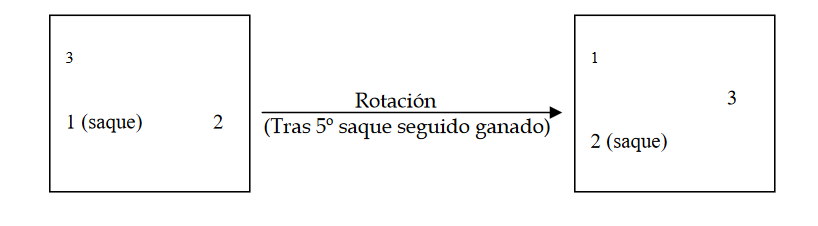 3
1 (saque)
2
Rotación
(Tras 5º saque seguido ganado)
1
3
2 (saque)